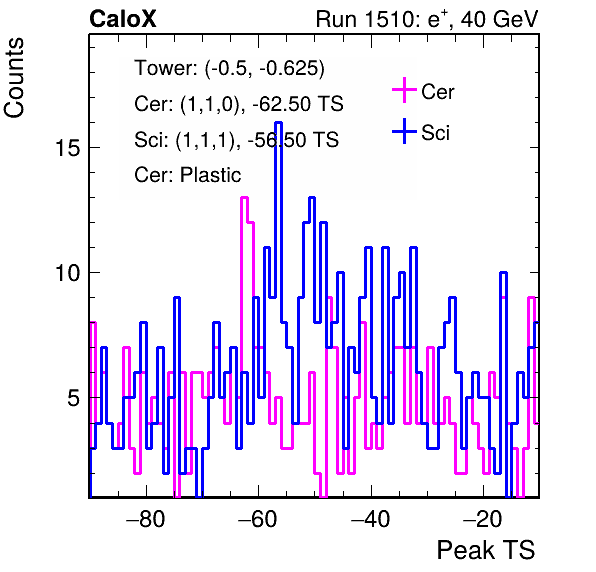 CaloX Run 1510: e+, 40 GeV
Counts
Tower: (-0.5, -0.625)
Cer: (1,1,0), -62.50 TS
Sci: (1,1,1), -56.50 TS
Cer: Plastic
Cer
Sci
15
10
5
−80 −60 −40 −20
Peak TS